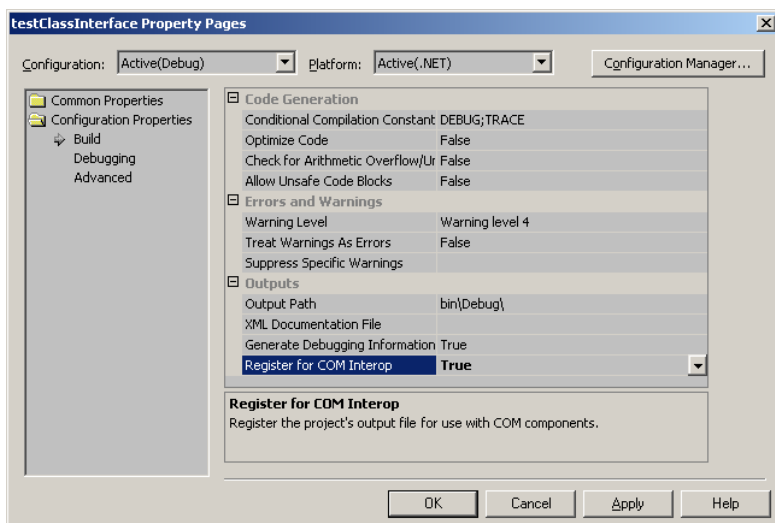 testClassInterface Property Pages
Configuration: Active(Debug) Platform: Active(.NET) Configuration Manager...
Common Properties
Configuration Properties
Build
Debugging
Advanced
Code Generation
Conditional Compilation Constant DEBUG;TRACE
Optimize Code False
Check for Arithmetic Overflow/Ur False
Allow Unsafe Code Blocks False
Errors and Warnings
Warning Level Warning level 4
Treat Warnings As Errors False
Suppress Specific Warnings
Outputs
Output Path bin\Debug\
XML Documentation File
Generate Debugging Information True
Register for COM Interop True
Register for COM Interop
Register the project's output file for use with COM components.
OK Cancel Apply Help